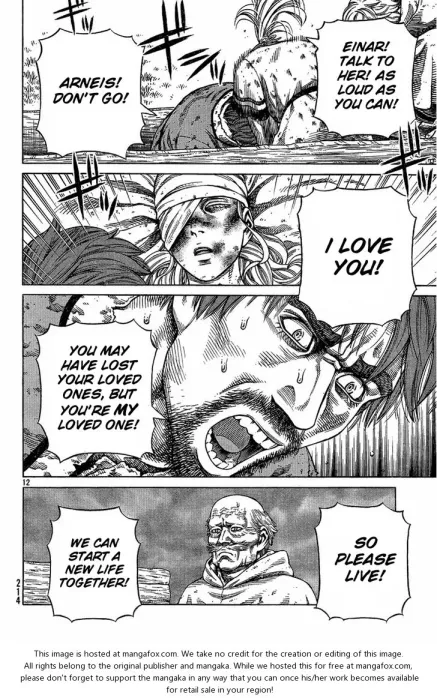 EINAR!
TALK TO
HER! AS
LOUD AS
YOU CAN!
ARNEIS!
DON'T GO!
I LOVE
YOU!
YOU MAY
HAVE LOST
YOUR LOVED
ONES, BUT
YOU'RE MY
LOVED ONE!
12
SO
PLEASE
LIVE!
WE CAN
START A
NEW LIFE
TOGETHER!
214
This image is hosted at mangafox.com. We take no credit for the creation or editing of this image.
All rights belong to the original publisher and mangaka. While we hosted this for free at mangafox.com,
please don't forget to support the mangaka in any way that you can once his/her work becomes available
for retail sale in your region!